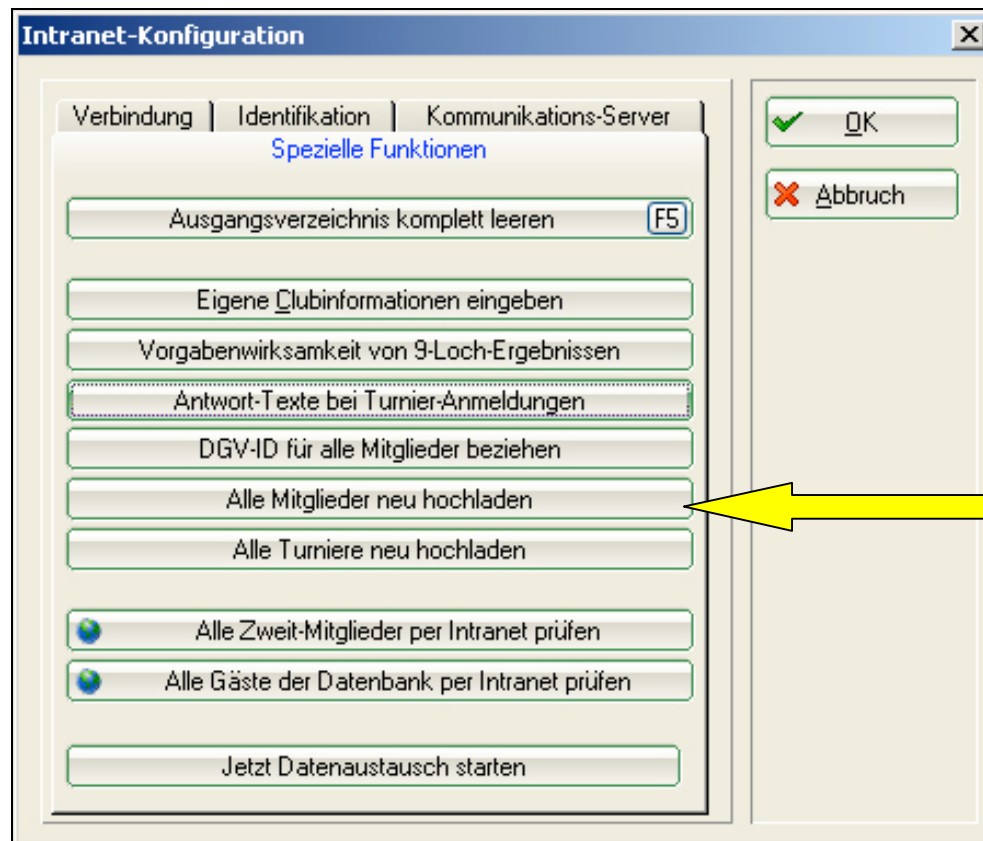 Intranet-Konfiguration
Verbindung
Identifikation
Kommunikations-Server
Spezielle Funktionen
Ausgangsverzeichnis komplett leeren F5
Eigene Clubinformationen eingeben
Vorgabenwirksamkeit von 9-Loch-Ergebnissen
Antwort-Texte bei Turnier-Anmeldungen
DGV-ID für alle Mitglieder beziehen
Alle Mitglieder neu hochladen
Alle Turniere neu hochladen
Alle Zweit-Mitglieder per Intranet prüfen
Alle Gäste der Datenbank per Intranet prüfen
Jetzt Datenaustausch starten
OK
Abbruch